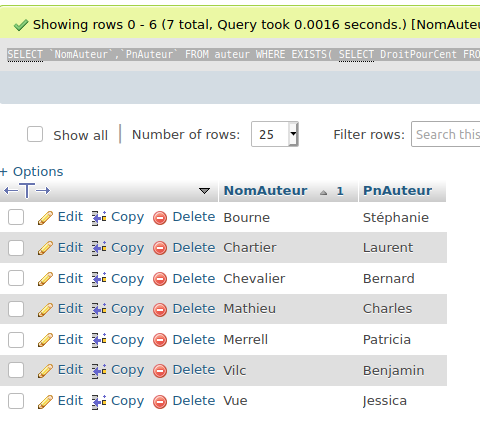 Showing rows 0 - 6 (7 total, Query took 0.0016 seconds.) [NomAuteu
SELECT `NomAuteur`,`PnAuteur` FROM auteur WHERE EXISTS( SELECT DroitPourCent FRO
Show all | Number of rows: 25 Filter rows: Search this
+ Options
←T→ NomAuteur 1 PnAuteur
Edit Copy Delete Bourne Stéphanie
Edit Copy Delete Chartier Laurent
Edit Copy Delete Chevalier Bernard
Edit Copy Delete Mathieu Charles
Edit Copy Delete Merrell Patricia
Edit Copy Delete Vilc Benjamin
Edit Copy Delete Vue Jessica